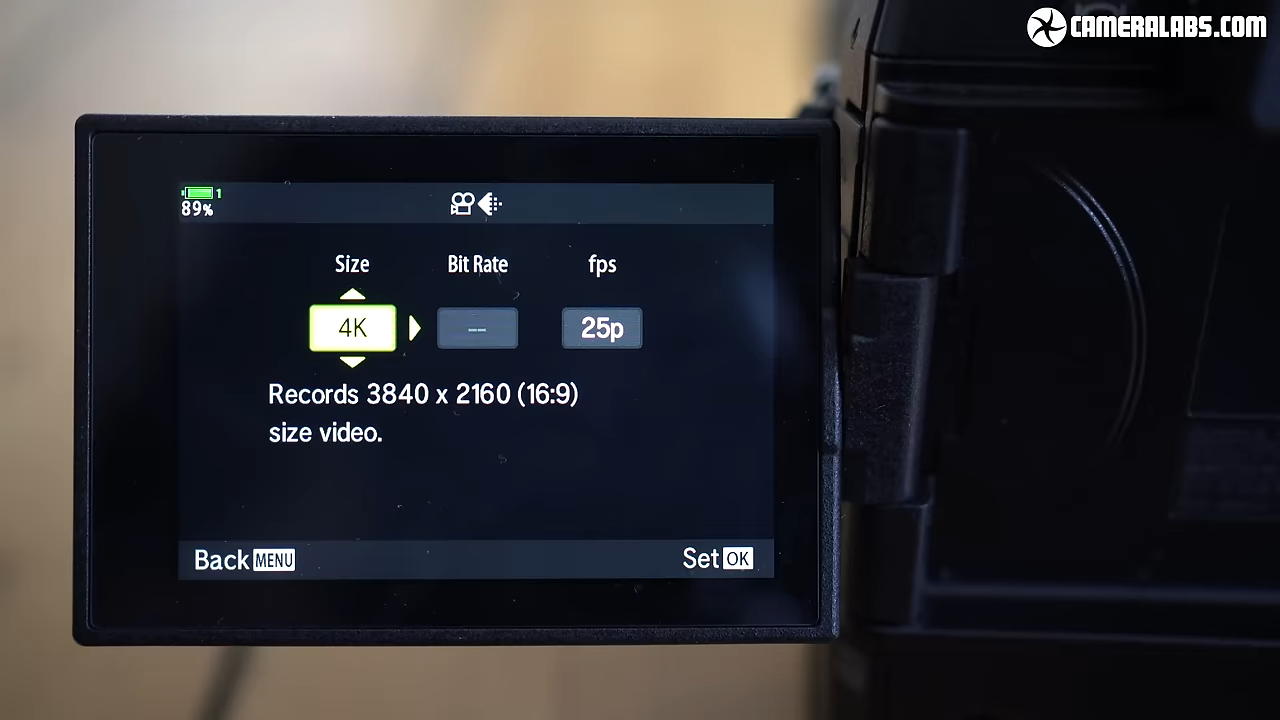 CAMERALABS.COM
1
89%
Size Bit Rate fps
4K -- 25p
Records 3840 x 2160 (16:9)
size video.
Back MENU Set OK